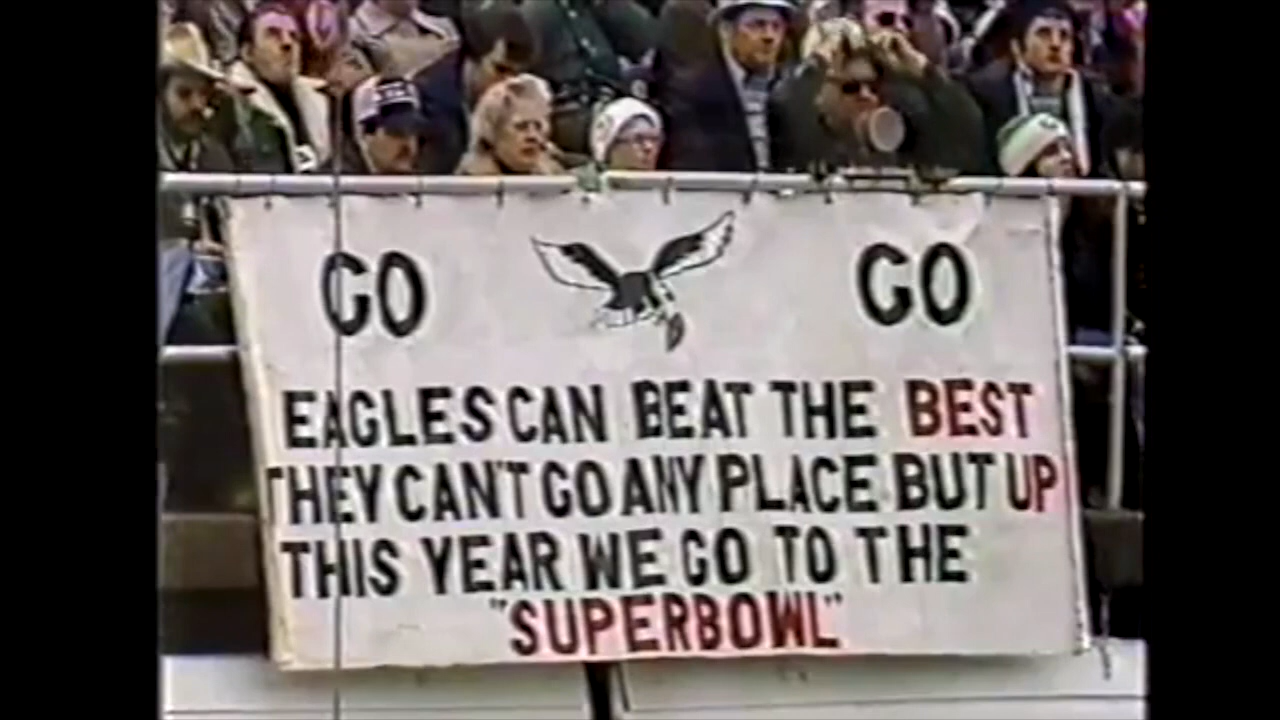 GO GO
EAGLES CAN BEAT THE BEST
THEY CAN'T GO ANY PLACE BUT UP
THIS YEAR WE GO TO THE
"SUPERBOWL"